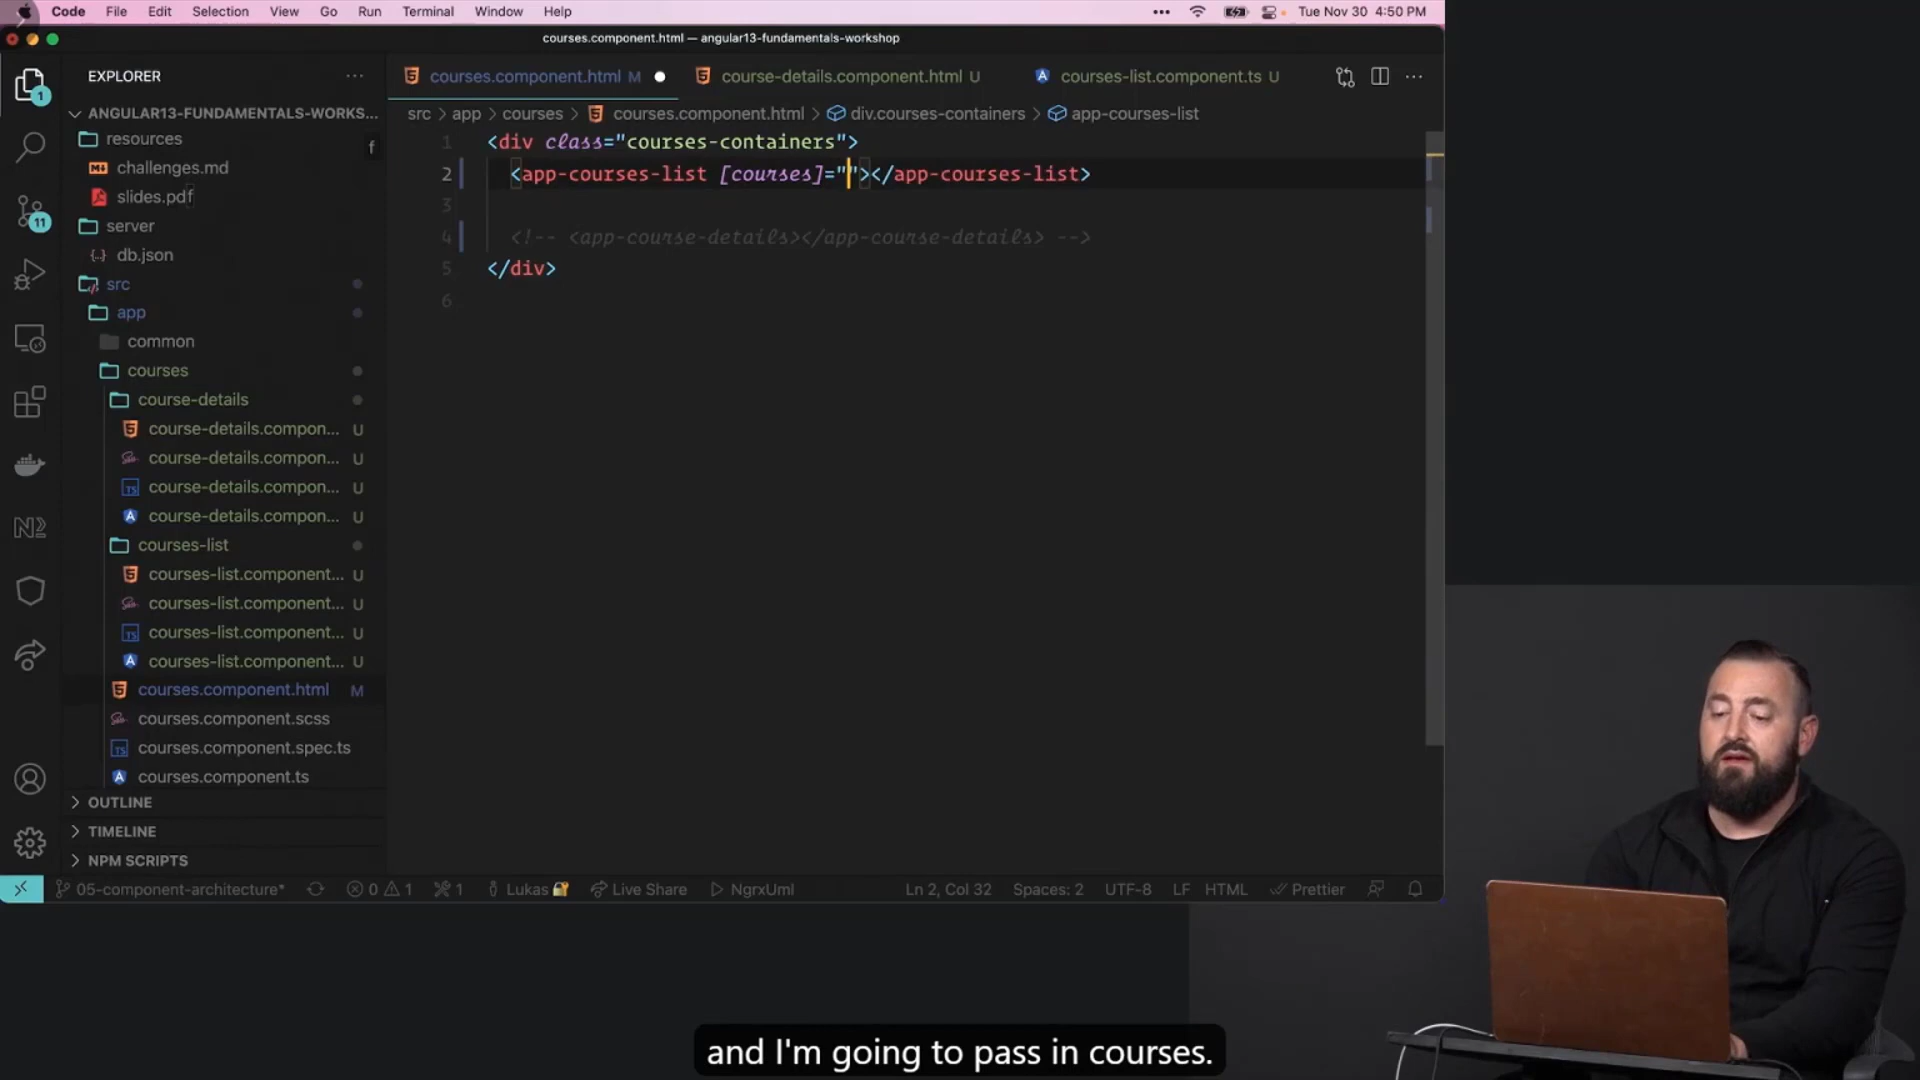 Code File Edit Selection View Go Run Terminal Window Help ••• Tue Nov 30 4:50 PM
courses.component.html — angular13-fundamentals-workshop
EXPLORER ···
ANGULAR13-FUNDAMENTALS-WORKS...
resources
f
challenges.md
slides.pdf
server
db.json
src
app
common
courses
course-details
course-details.compon... U
course-details.compon... U
course-details.compon... U
course-details.compon... U
courses-list
courses-list.component... U
courses-list.component... U
courses-list.component... U
courses-list.component... U
courses.component.html M
courses.component.scss
courses.component.spec.ts
courses.component.ts
OUTLINE
TIMELINE
NPM SCRIPTS
1
11
courses.component.html M course-details.component.html U courses-list.component.ts U ···
src > app > courses > courses.component.html > div.courses-containers > app-courses-list
1 <div class="courses-containers">
2 <app-courses-list [courses]=""></app-courses-list>
3
4 <!-- <app-course-details></app-course-details> -->
5 </div>
6
05-component-architecture* 0 1 1 Lukas Live Share NgrxUml Ln 2, Col 32 Spaces: 2 UTF-8 LF HTML Prettier
and I'm going to pass in courses.